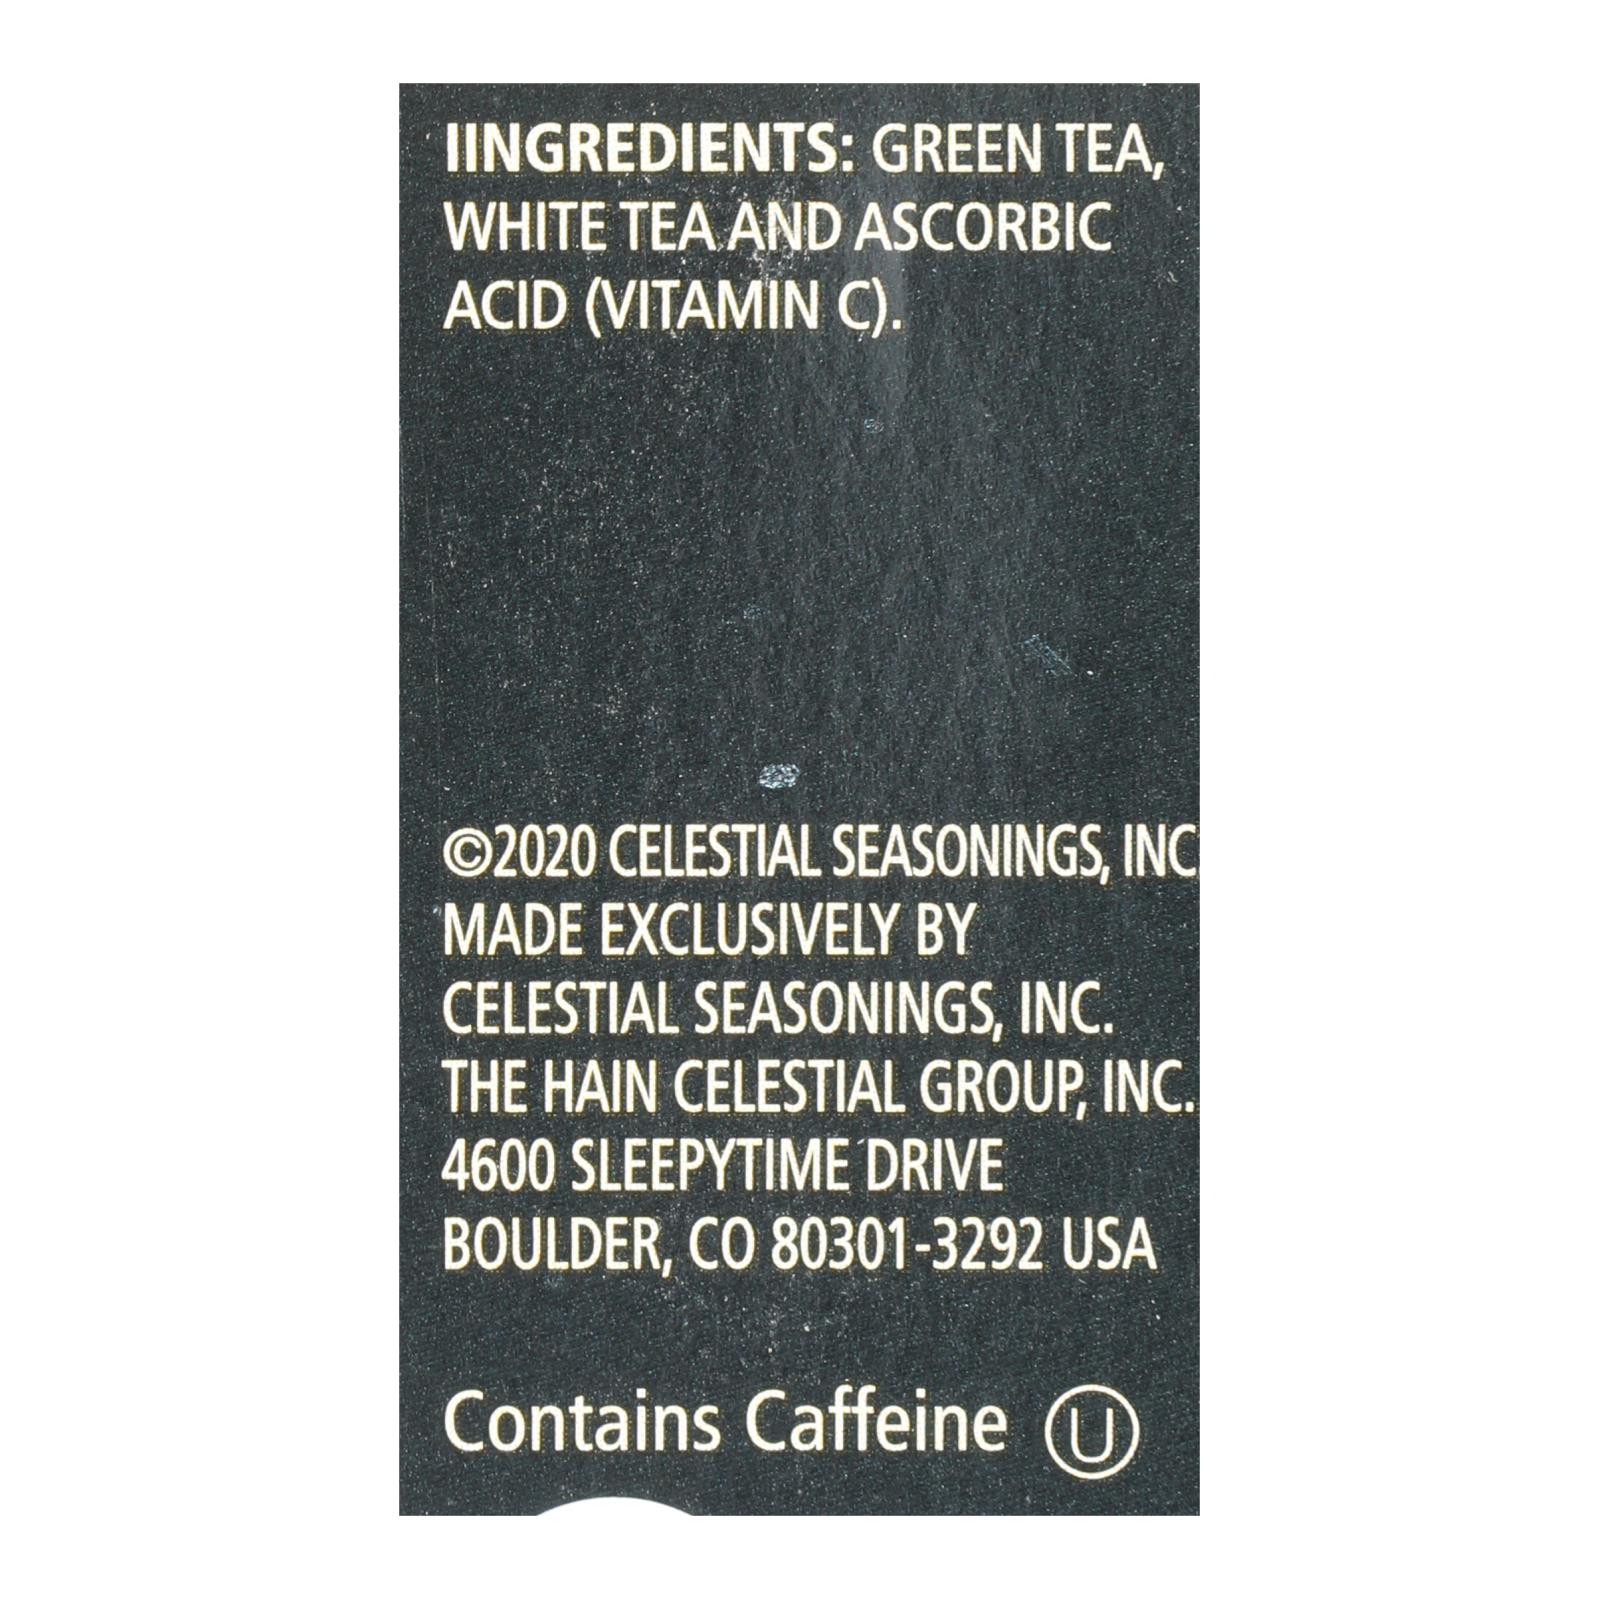 IINGREDIENTS: GREEN TEA,
WHITE TEA AND ASCORBIC
ACID (VITAMIN C).
©2020 CELESTIAL SEASONINGS, INC.
MADE EXCLUSIVELY BY
CELESTIAL SEASONINGS, INC.
THE HAIN CELESTIAL GROUP, INC.
4600 SLEEPYTIME DRIVE
BOULDER, CO 80301-3292 USA
Contains Caffeine U